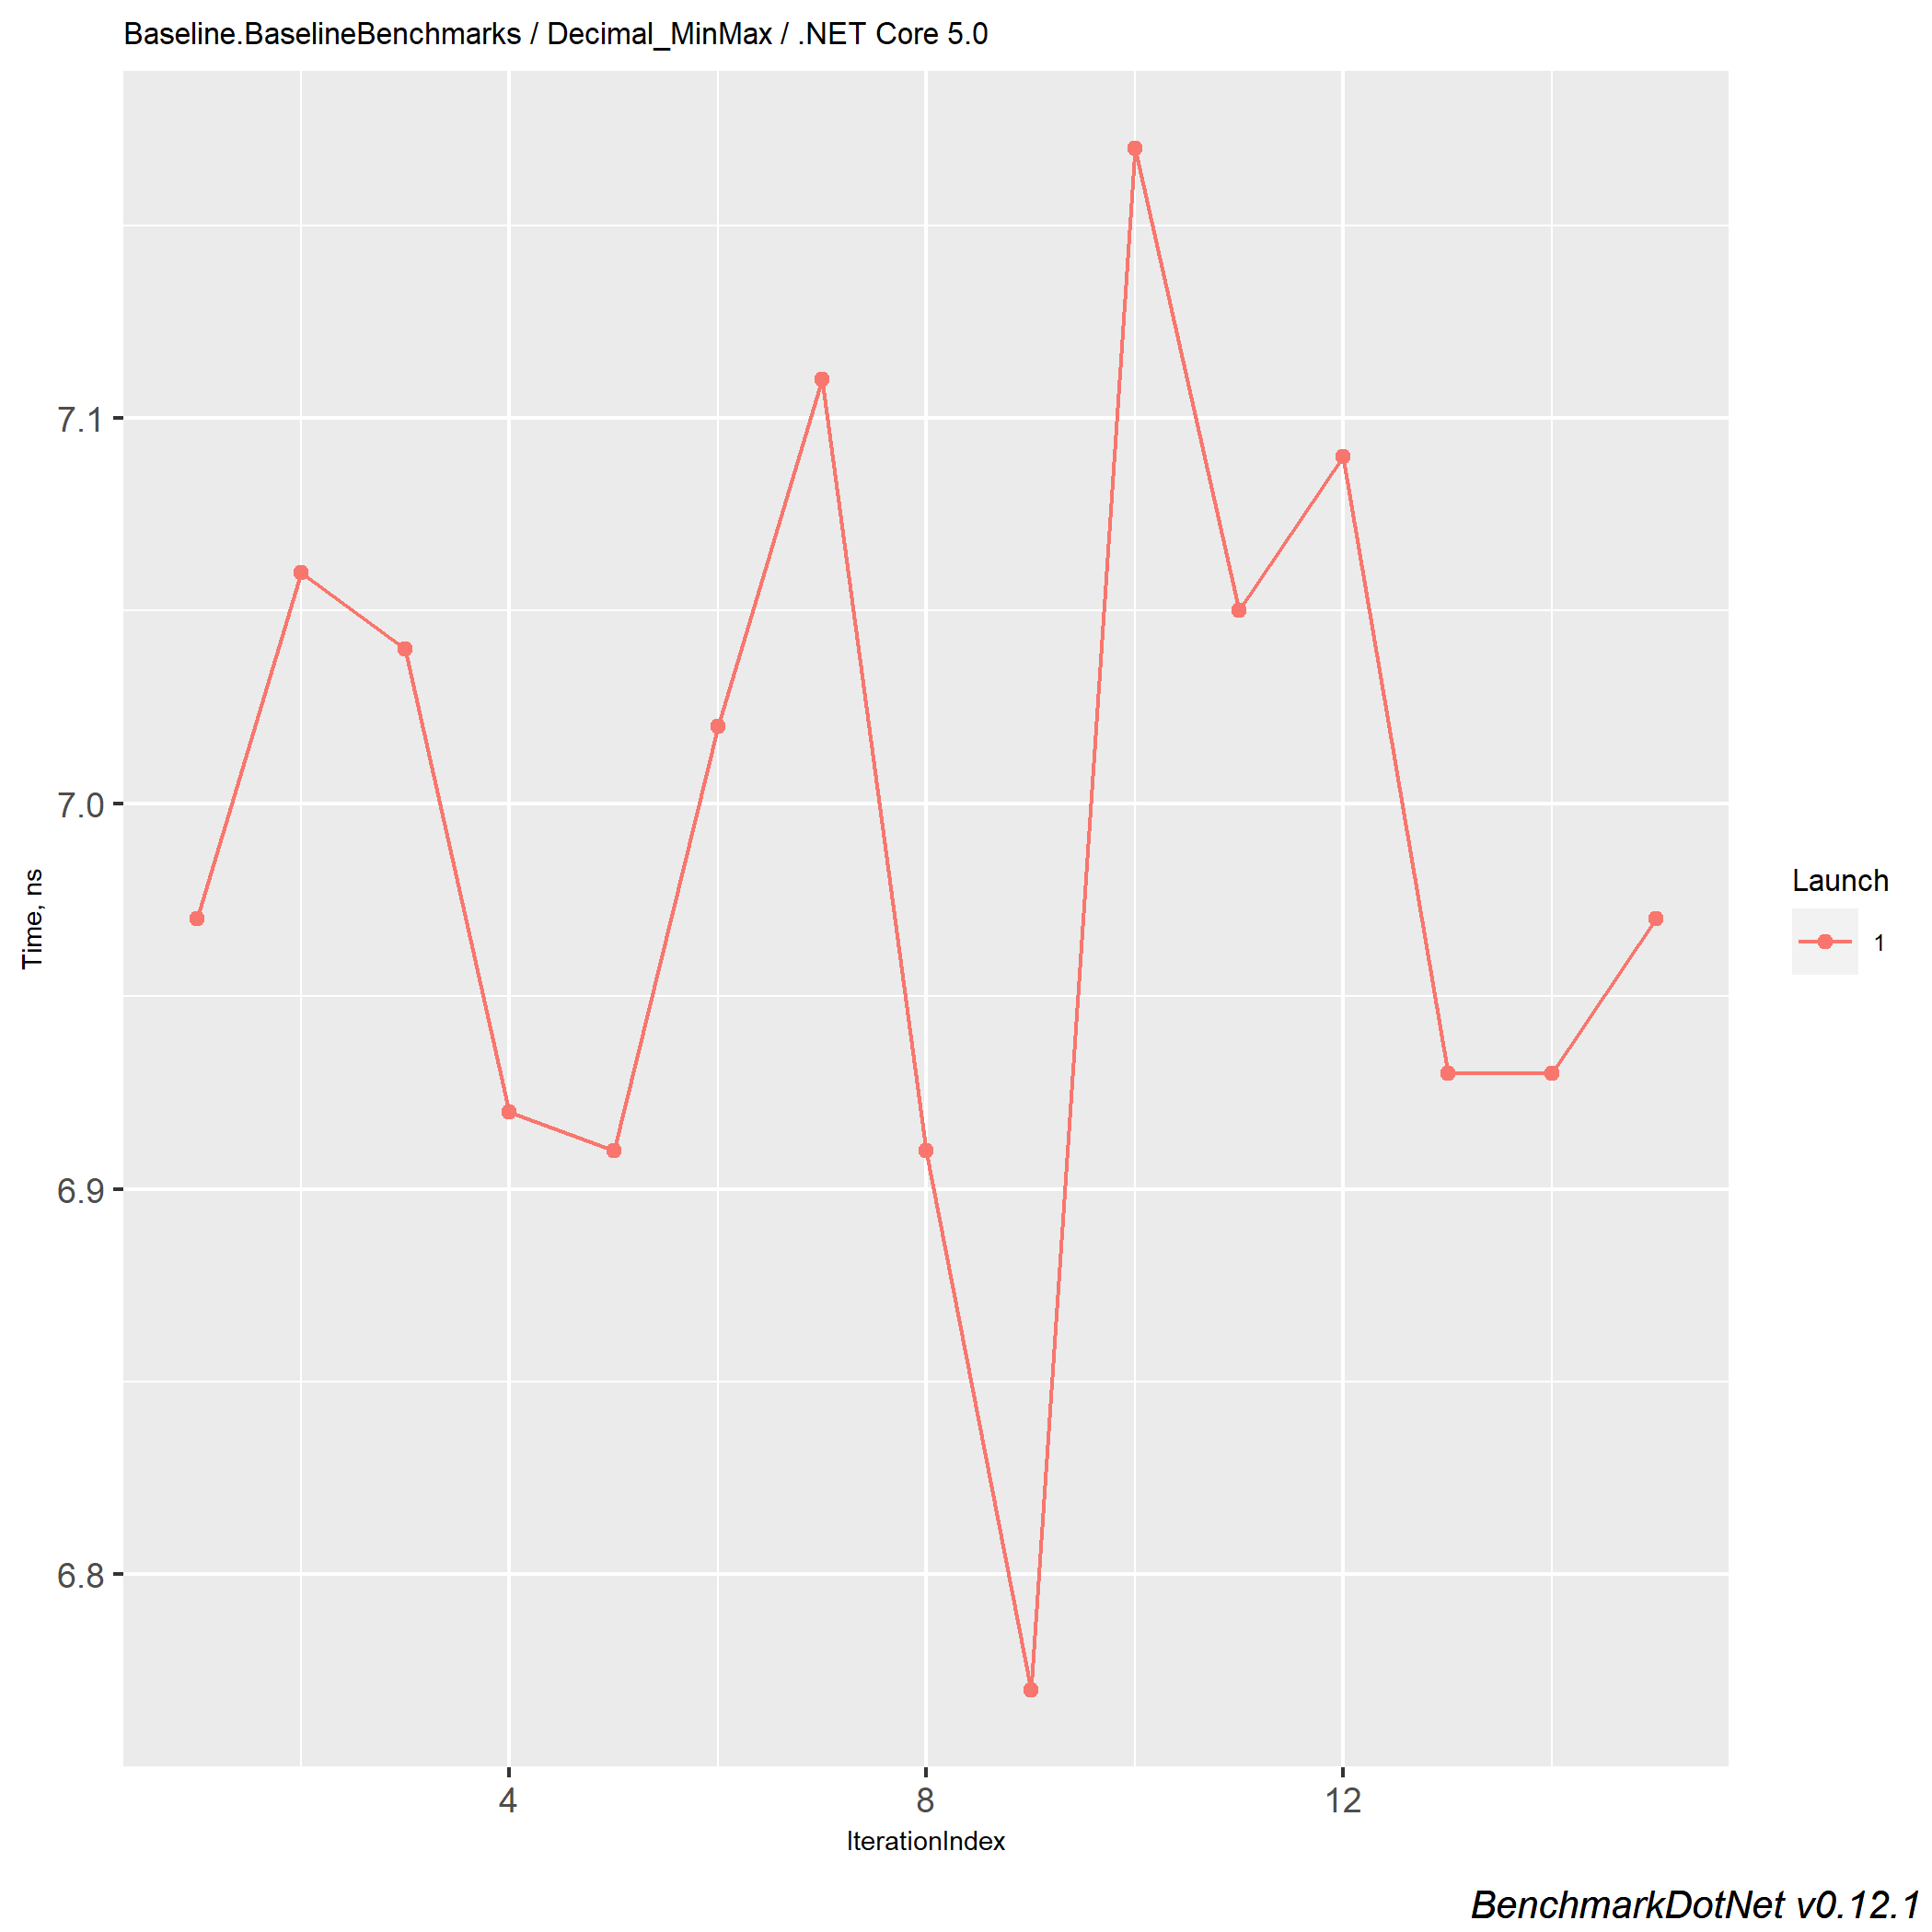 Baseline.BaselineBenchmarks / Decimal_MinMax / .NET Core 5.0
7.1
7.0
6.9
6.8
Time, ns
4 8 12
IterationIndex
Launch
1
BenchmarkDotNet v0.12.1